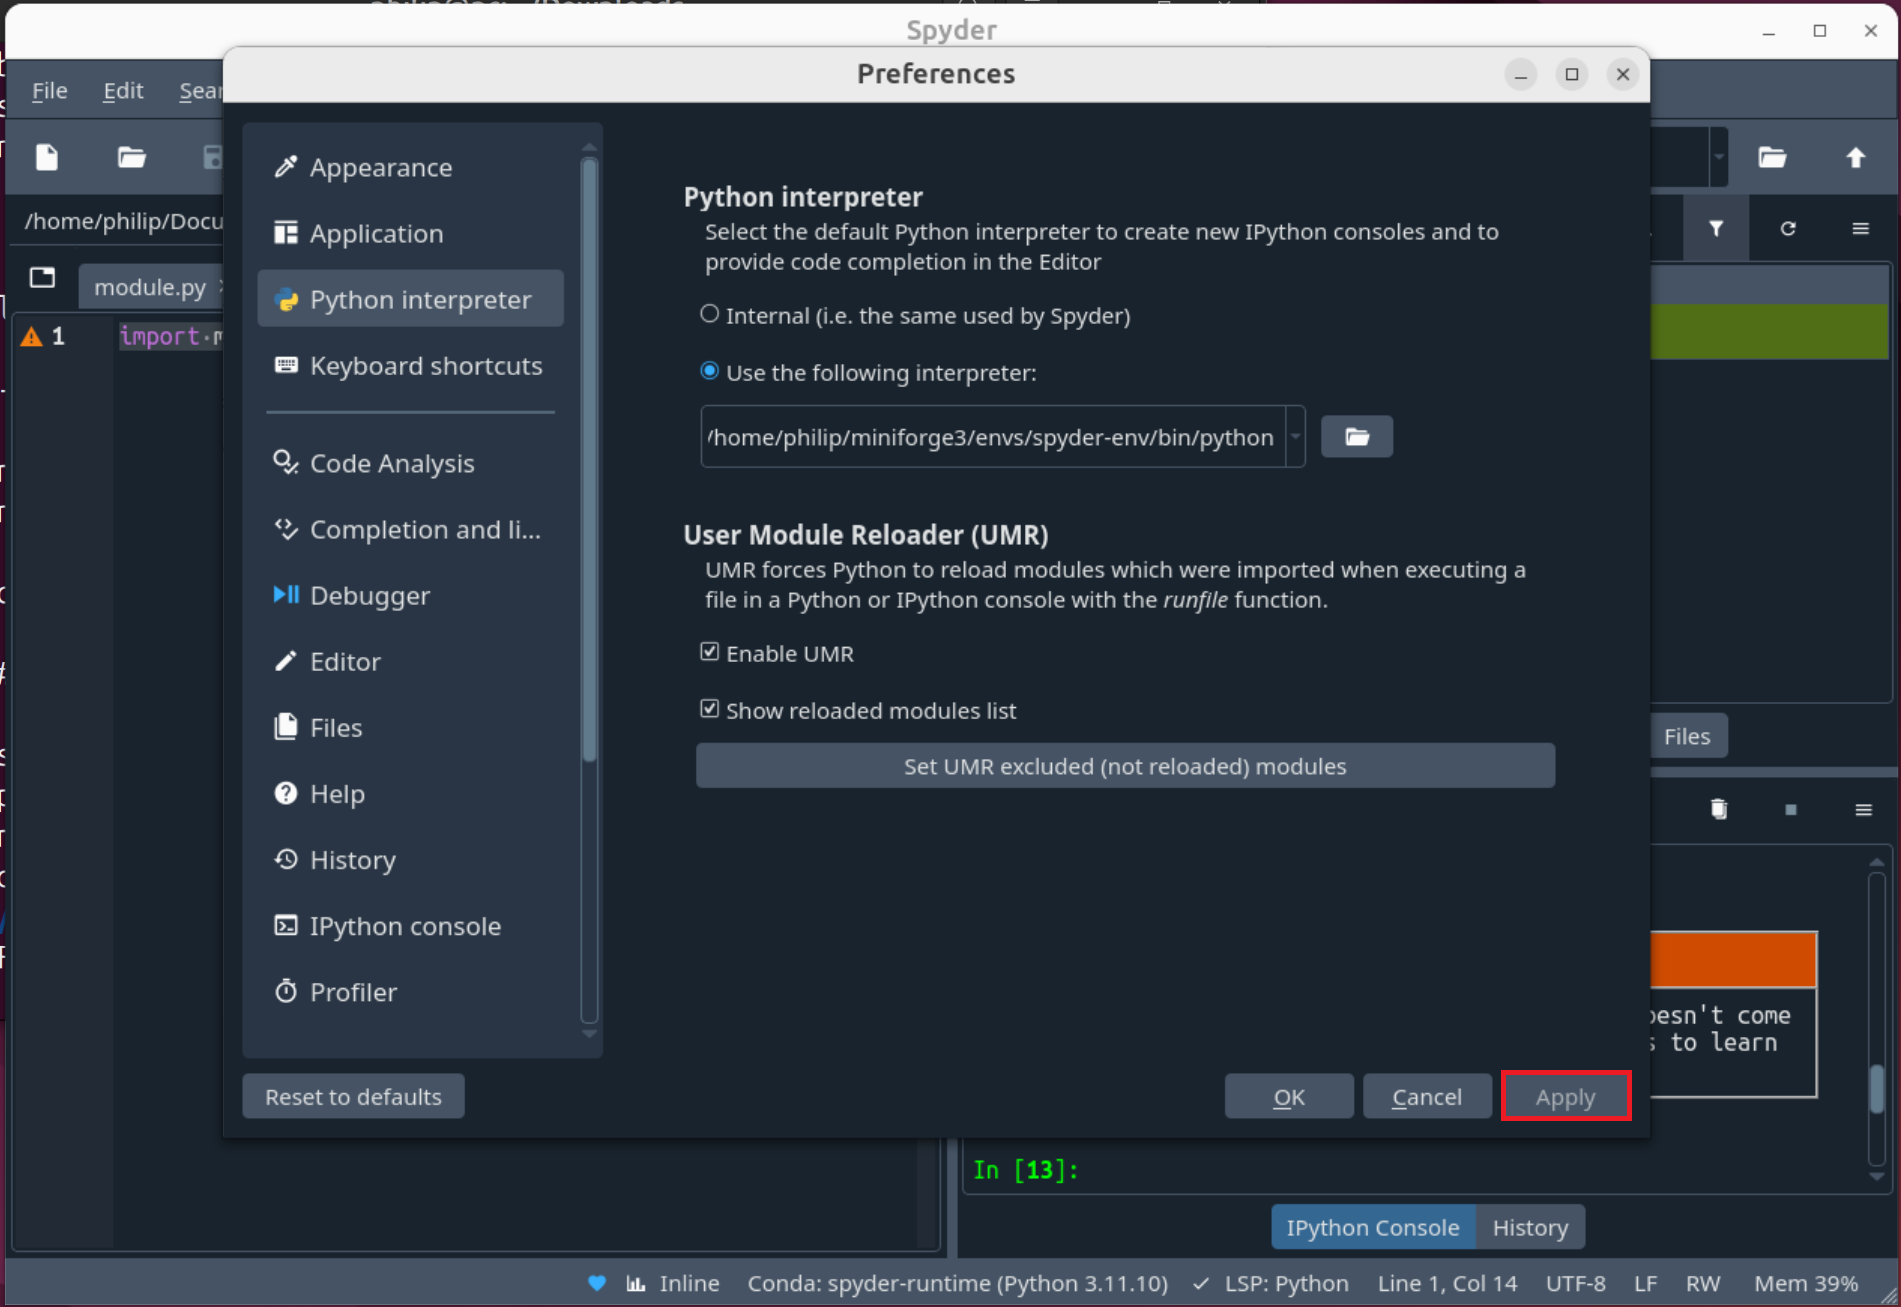 Spyder
Preferences
File Edit
/home/philip/Docu
module.py
1 import
Appearance
Application
Python interpreter
Keyboard shortcuts
Code Analysis
Completion and li...
Debugger
Editor
Files
Help
History
IPython console
Profiler
Reset to defaults
Python interpreter
Select the default Python interpreter to create new IPython consoles and to
provide code completion in the Editor
Internal (i.e. the same used by Spyder)
Use the following interpreter:
/home/philip/miniforge3/envs/spyder-env/bin/python
User Module Reloader (UMR)
UMR forces Python to reload modules which were imported when executing a
file in a Python or IPython console with the runfile function.
Enable UMR
Show reloaded modules list
Set UMR excluded (not reloaded) modules
OK Cancel Apply
Files
esn't come
to learn
In [13]:
IPython Console History
Inline Conda: spyder-runtime (Python 3.11.10) LSP: Python Line 1, Col 14 UTF-8 LF RW Mem 39%